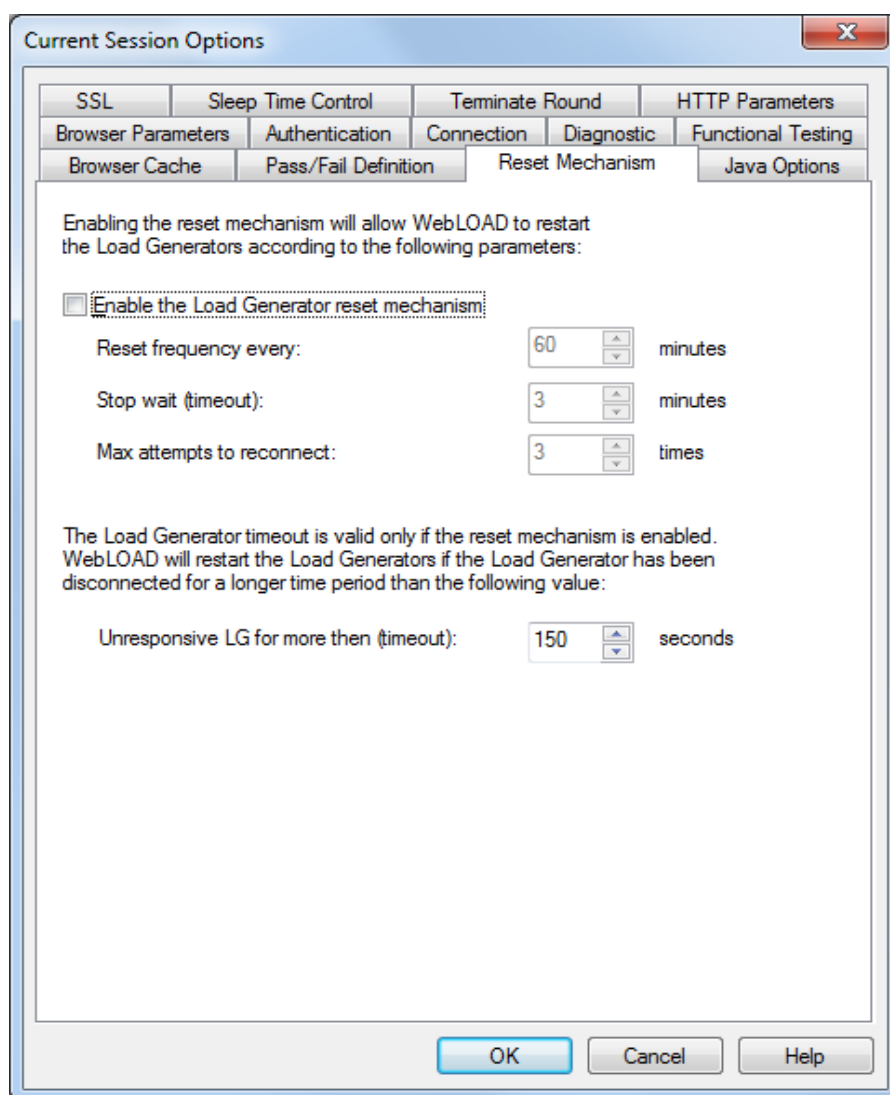 Current Session Options
SSL
Sleep Time Control
Terminate Round
HTTP Parameters
Browser Parameters
Authentication
Connection
Diagnostic
Functional Testing
Browser Cache
Pass/Fail Definition
Reset Mechanism
Java Options
Enabling the reset mechanism will allow WebLOAD to restart
the Load Generators according to the following parameters:
Enable the Load Generator reset mechanism
Reset frequency every: 60 minutes
Stop wait (timeout): 3 minutes
Max attempts to reconnect: 3 times
The Load Generator timeout is valid only if the reset mechanism is enabled.
WebLOAD will restart the Load Generators if the Load Generator has been
disconnected for a longer time period than the following value:
Unresponsive LG for more then (timeout): 150 seconds
OK
Cancel
Help